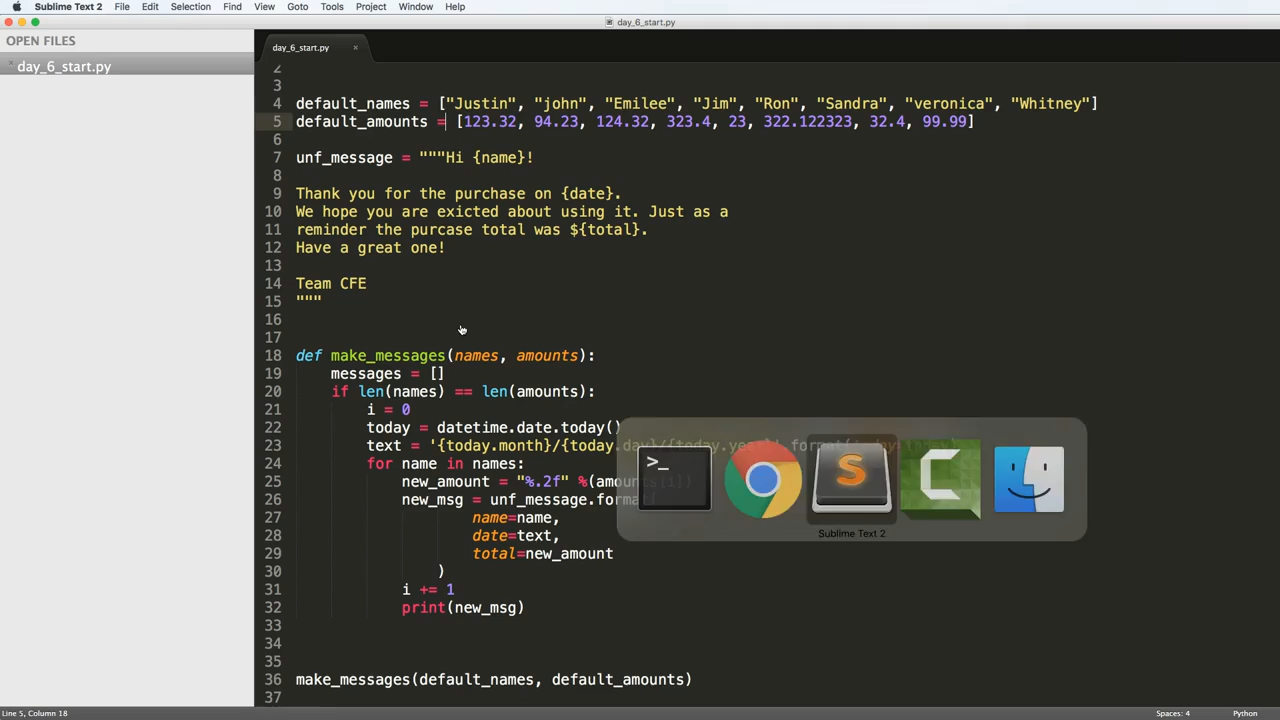 Sublime Text 2 File Edit Selection Find View Goto Tools Project Window Help
day_6_start.py
OPEN FILES
day_6_start.py
day_6_start.py ×
2
3
4 default_names = ["Justin", "john", "Emilee", "Jim", "Ron", "Sandra", "veronica", "Whitney"]
5 default_amounts = [123.32, 94.23, 124.32, 323.4, 23, 322.122323, 32.4, 99.99]
6
7 unf_message = """Hi {name}!
8
9 Thank you for the purchase on {date}.
10 We hope you are exicted about using it. Just as a
11 reminder the purcase total was ${total}.
12 Have a great one!
13
14 Team CFE
15 """
16
17
18 def make_messages(names, amounts):
19 messages = []
20 if len(names) == len(amounts):
21 i = 0
22 today = datetime.date.today()
23 text = '{today.month}/{today.day}/{today.year}'.format(today=today)
24 for name in names:
25 new_amount = "%.2f" %(amounts[i])
26 new_msg = unf_message.format(
27 name=name,
28 date=text,
29 total=new_amount
30 )
31 i += 1
32 print(new_msg)
33
34
35
36 make_messages(default_names, default_amounts)
37
>_
S
C
Sublime Text 2
Line 5, Column 18
Spaces: 4
Python